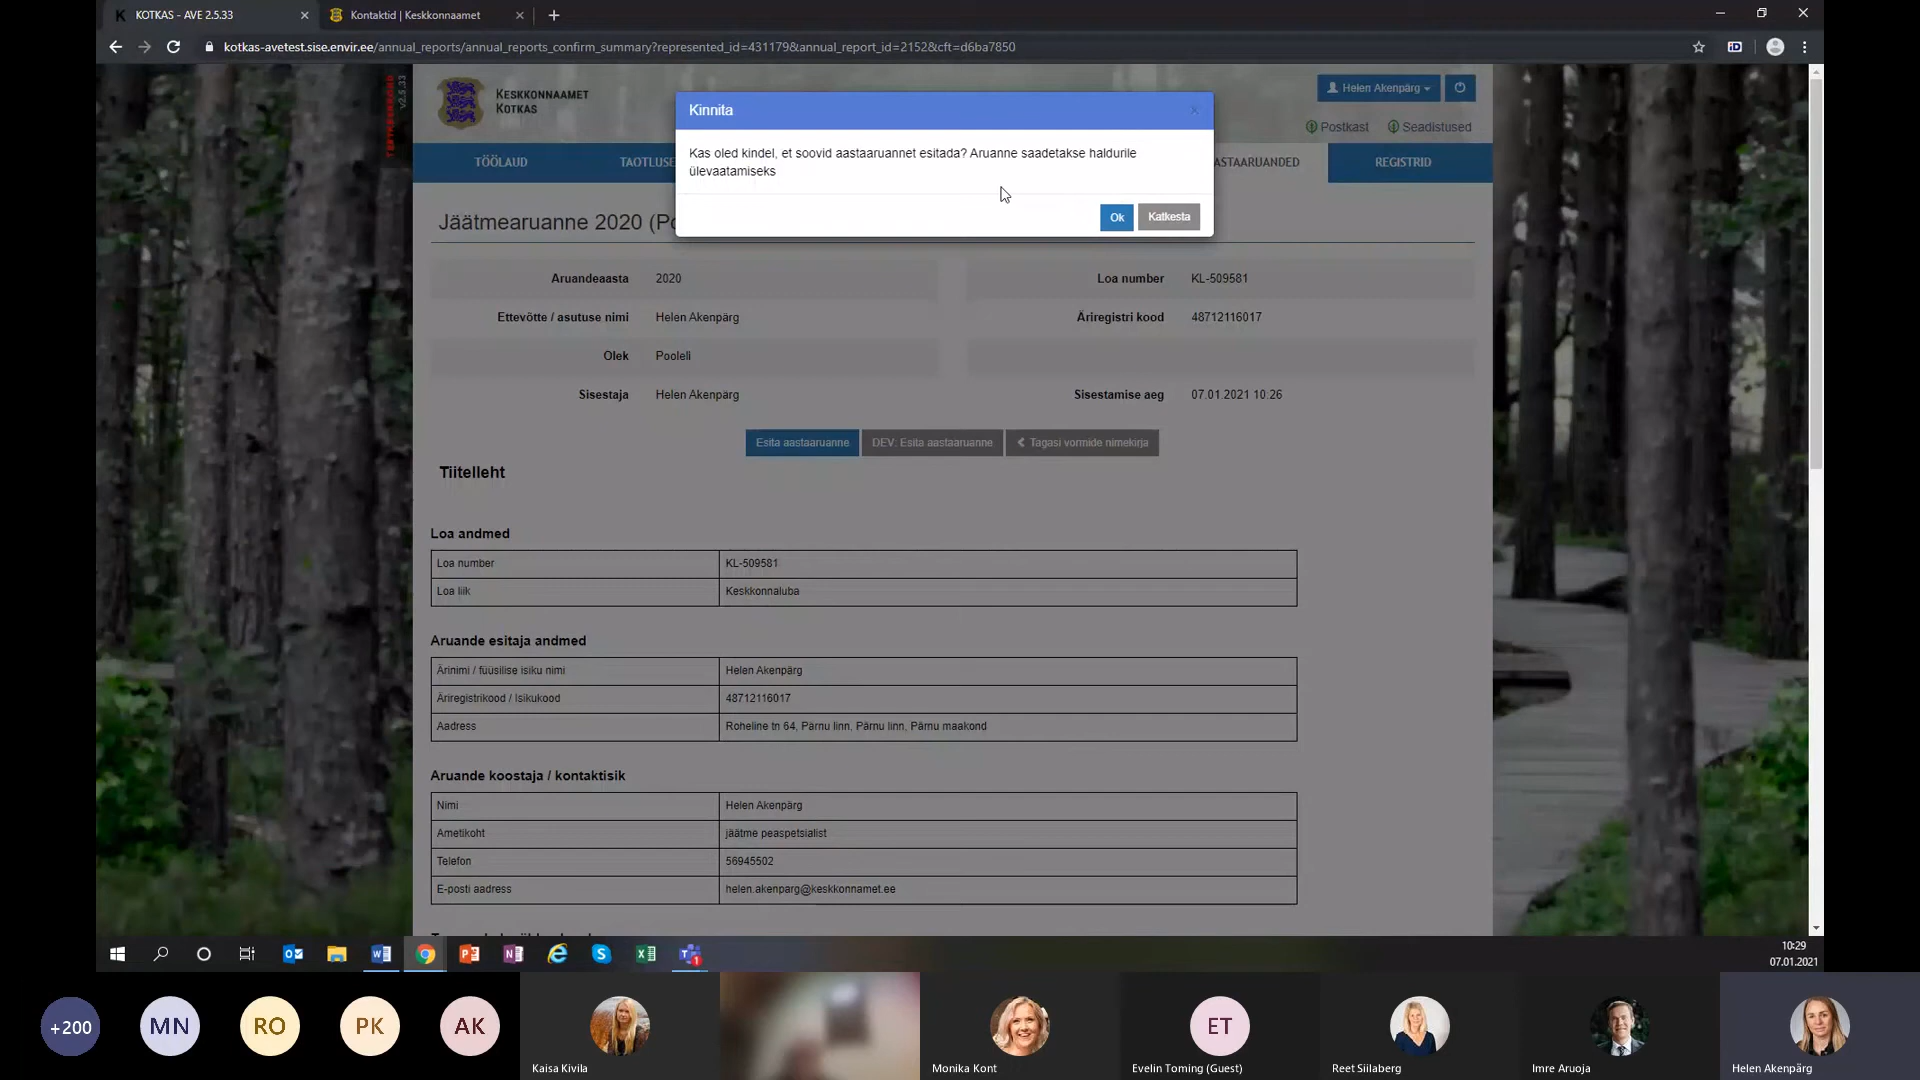 KOTKAS - AVE 2.5.33
Kontaktid | Keskkonnaamet
kotkas-avetest.sise.envir.ee/annual_reports/annual_reports_confirm_summary?represented_id=431179&annual_report_id=2152&cft=d6ba7850
v2.5.33
KESKKONNAAMET
KOTKAS
Helen Akenpärg
Postkast
Seadistused
TÖÖLAUD
TAOTLUSE
ASTAARUANDED
REGISTRID
Kinnita
Kas oled kindel, et soovid aastaaruannet esitada? Aruanne saadetakse haldurile
ülevaatamiseks
Ok
Katkesta
Jäätmearuanne 2020 (Po
Aruandeaasta 2020
Loa number KL-509581
Ettevõtte / asutuse nimi Helen Akenpärg
Äriregistri kood 48712116017
Olek Pooleli
Sisestaja Helen Akenpärg
Sisestamise aeg 07.01.2021 10:26
Esita aastaaruanne
DEV: Esita aastaaruanne
Tagasi vormide nimekirja
Tiitelleht
Loa andmed
Loa number KL-509581
Loa liik Keskkonnaluba
Aruande esitaja andmed
Ärinimi / füüsilise isiku nimi Helen Akenpärg
Äriregistrikood / Isikukood 48712116017
Aadress Roheline tn 64, Pärnu linn, Pärnu linn, Pärnu maakond
Aruande koostaja / kontaktisik
Nimi Helen Akenpärg
Ametikoht jäätme peaspetsialist
Telefon 56945502
E-posti aadress helen.akenparg@keskkonnamet.ee
10:29
07.01.2021
+200
MN
RO
PK
AK
ET
Kaisa Kivila
Monika Kont
Evelin Toming (Guest)
Reet Siilaberg
Imre Aruoja
Helen Akenpärg